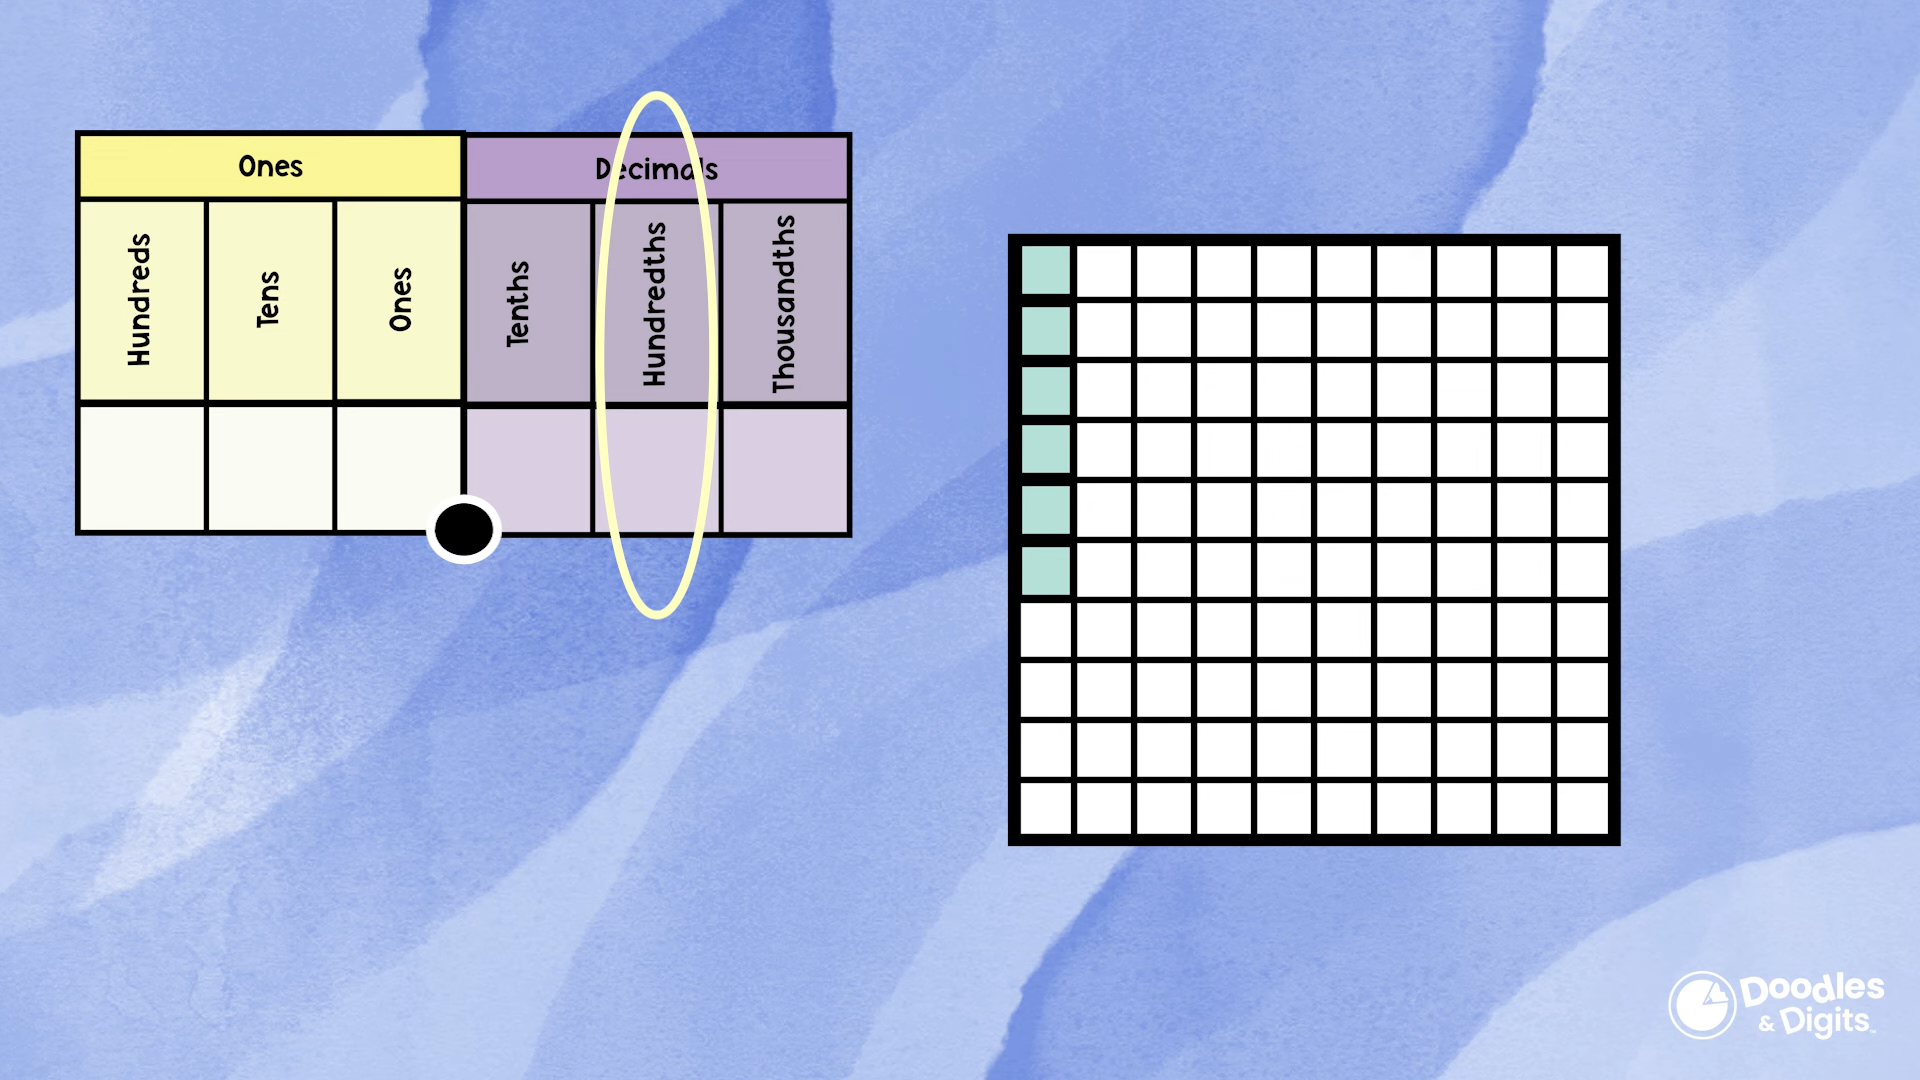 Ones
Decimals
Hundreds
Tens
Ones
Tenths
Hundredths
Thousandths
Doodles
& Digits